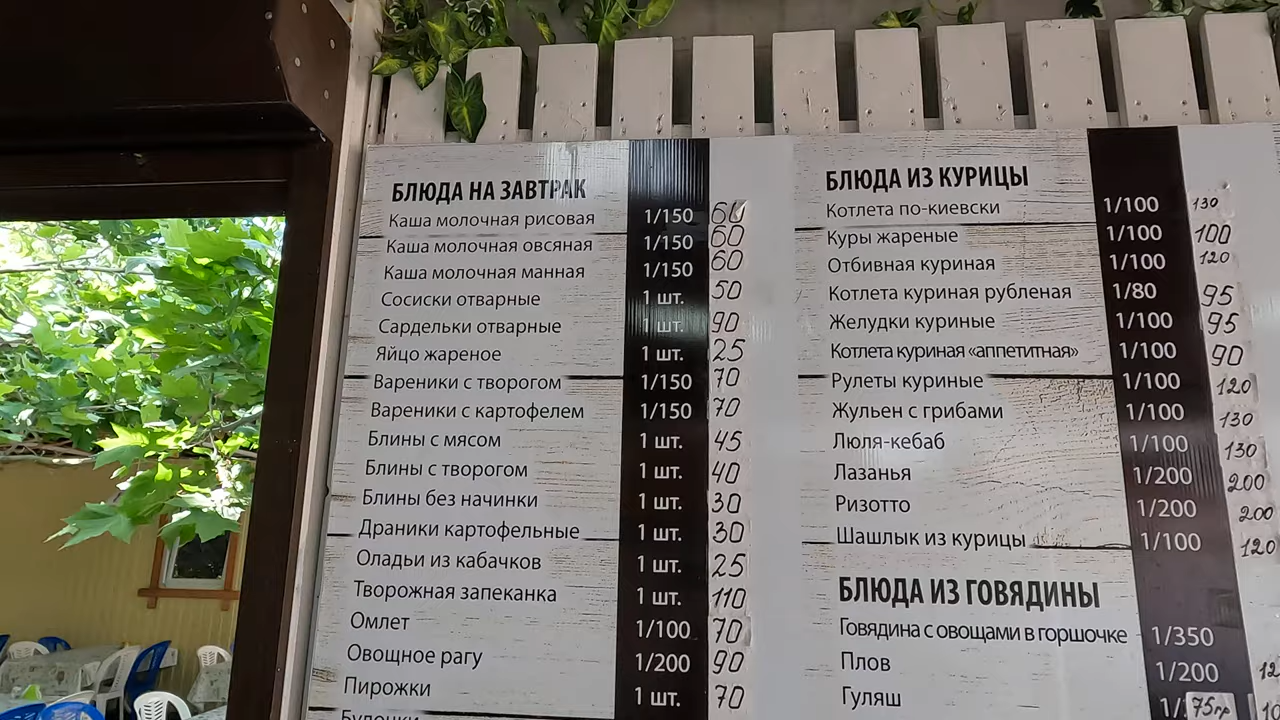 БЛЮДА НА ЗАВТРАК
Каша молочная рисовая 1/150 60
Каша молочная овсяная 1/150 60
Каша молочная манная 1/150 60
Сосиски отварные 1 шт. 50
Сардельки отварные 1 шт. 90
Яйцо жареное 1 шт. 25
Вареники с творогом 1/150 70
Вареники с картофелем 1/150 70
Блины с мясом 1 шт. 45
Блины с творогом 1 шт. 40
Блины без начинки 1 шт. 30
Драники картофельные 1 шт. 30
Оладьи из кабачков 1 шт. 25
Творожная запеканка 1 шт. 110
Омлет 1/100 70
Овощное рагу 1/200 90
Пирожки 1 шт. 70
Булочки
БЛЮДА ИЗ КУРИЦЫ
Котлета по-киевски 1/100 130
Куры жареные 1/100 100
Отбивная куриная 1/100 120
Котлета куриная рубленая 1/80 95
Желудки куриные 1/100 95
Котлета куриная «аппетитная» 1/100 90
Рулеты куриные 1/100 120
Жульен с грибами 1/100 130
Люля-кебаб 1/100 130
Лазанья 1/200 200
Ризотто 1/200 200
Шашлык из курицы 1/100 120
БЛЮДА ИЗ ГОВЯДИНЫ
Говядина с овощами в горшочке 1/350
Плов 1/200
Гуляш 75гр